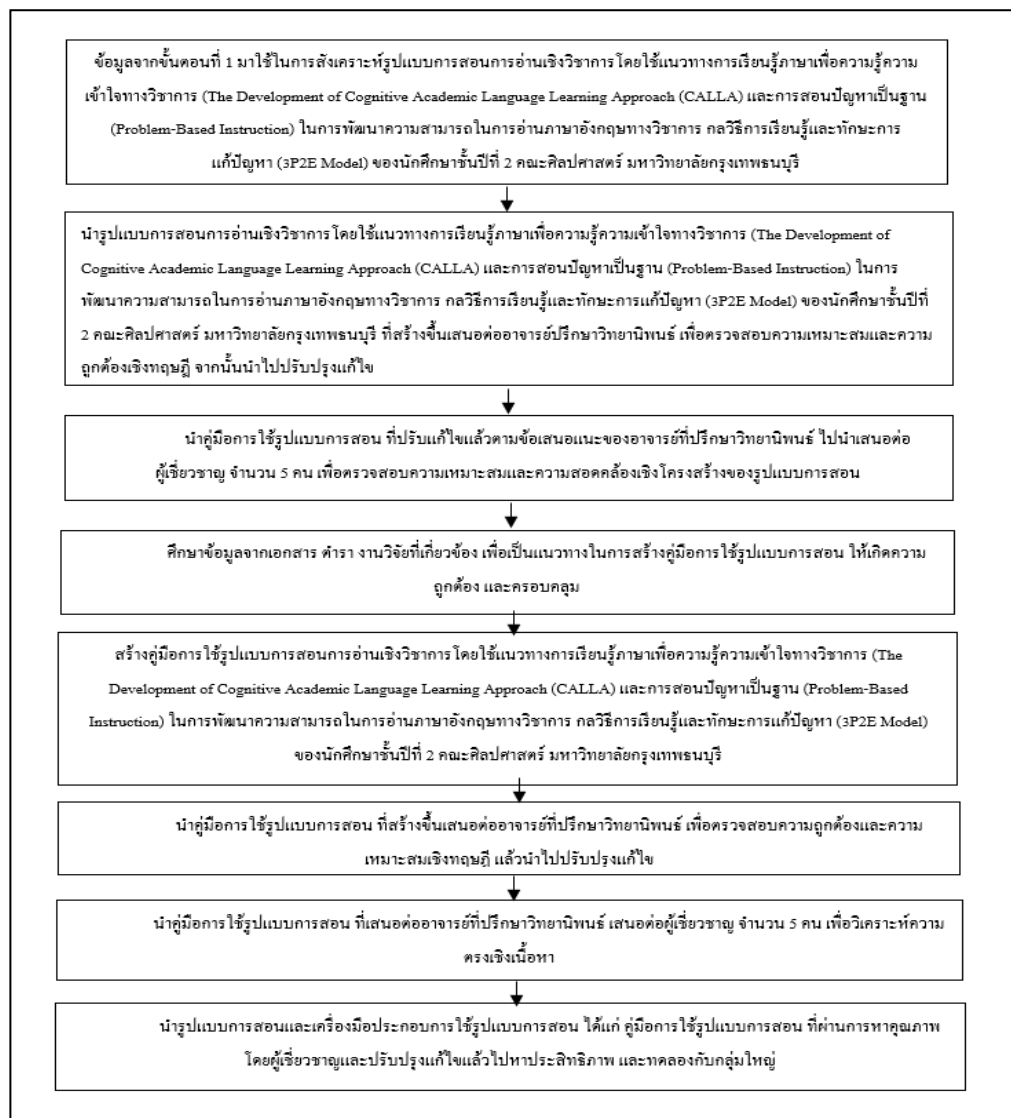 ข้อมูลจากขั้นตอนที่ 1 มาใช้ในการสังเคราะห์รูปแบบการสอนการอ่านเชิงวิชาการโดยใช้แนวทางการเรียนรู้ภาษาเพื่อความรู้ความ
เข้าใจทางวิชาการ (The Development of Cognitive Academic Language Learning Approach (CALLA) และการสอนปัญหาเป็นฐาน
(Problem-Based Instruction) ในการพัฒนาความสามารถในการอ่านภาษาอังกฤษทางวิชาการ กลวิธีการเรียนรู้และทักษะการ
แก้ปัญหา (3P2E Model) ของนักศึกษาชั้นปีที่ 2 คณะศิลปศาสตร์ มหาวิทยาลัยกรุงเทพธนบุรี
นำรูปแบบการสอนการอ่านเชิงวิชาการโดยใช้แนวทางการเรียนรู้ภาษาเพื่อความรู้ความเข้าใจทางวิชาการ (The Development of
Cognitive Academic Language Learning Approach (CALLA) และการสอนปัญหาเป็นฐาน (Problem-Based Instruction) ในการ
พัฒนาความสามารถในการอ่านภาษาอังกฤษทางวิชาการ กลวิธีการเรียนรู้และทักษะการแก้ปัญหา (3P2E Model) ของนักศึกษาชั้นปีที่
2 คณะศิลปศาสตร์ มหาวิทยาลัยกรุงเทพธนบุรี ที่สร้างขึ้นเสนอต่ออาจารย์ปรึกษาวิทยานิพนธ์ เพื่อตรวจสอบความเหมาะสมและความ
ถูกต้องเชิงทฤษฎี จากนั้นนำไปปรับปรุงแก้ไข
นำคู่มือการใช้รูปแบบการสอน ที่ปรับแก้ไขแล้วตามข้อเสนอแนะของอาจารย์ที่ปรึกษาวิทยานิพนธ์ ไปนำเสนอต่อ
ผู้เชี่ยวชาญ จำนวน 5 คน เพื่อตรวจสอบความเหมาะสมและความสอดคล้องเชิงโครงสร้างของรูปแบบการสอน
ศึกษาข้อมูลจากเอกสาร ตำรา งานวิจัยที่เกี่ยวข้อง เพื่อเป็นแนวทางในการสร้างคู่มือการใช้รูปแบบการสอน ให้เกิดความ
ถูกต้อง และครอบคลุม
สร้างคู่มือการใช้รูปแบบการสอนการอ่านเชิงวิชาการโดยใช้แนวทางการเรียนรู้ภาษาเพื่อความรู้ความเข้าใจทางวิชาการ (The
Development of Cognitive Academic Language Learning Approach (CALLA) และการสอนปัญหาเป็นฐาน (Problem-Based
Instruction) ในการพัฒนาความสามารถในการอ่านภาษาอังกฤษทางวิชาการ กลวิธีการเรียนรู้และทักษะการแก้ปัญหา (3P2E Model)
ของนักศึกษาชั้นปีที่ 2 คณะศิลปศาสตร์ มหาวิทยาลัยกรุงเทพธนบุรี
นำคู่มือการใช้รูปแบบการสอน ที่สร้างขึ้นเสนอต่ออาจารย์ที่ปรึกษาวิทยานิพนธ์ เพื่อตรวจสอบความถูกต้องและความ
เหมาะสมเชิงทฤษฎี แล้วนำไปปรับปรุงแก้ไข
นำคู่มือการใช้รูปแบบการสอน ที่เสนอต่ออาจารย์ที่ปรึกษาวิทยานิพนธ์ เสนอต่อผู้เชี่ยวชาญ จำนวน 5 คน เพื่อวิเคราะห์ความ
ตรงเชิงเนื้อหา
นำรูปแบบการสอนและเครื่องมือประกอบการใช้รูปแบบการสอน ได้แก่ คู่มือการใช้รูปแบบการสอน ที่ผ่านการหาคุณภาพ
โดยผู้เชี่ยวชาญและปรับปรุงแก้ไขแล้วไปหาประสิทธิภาพ และทดลองกับกลุ่มใหญ่